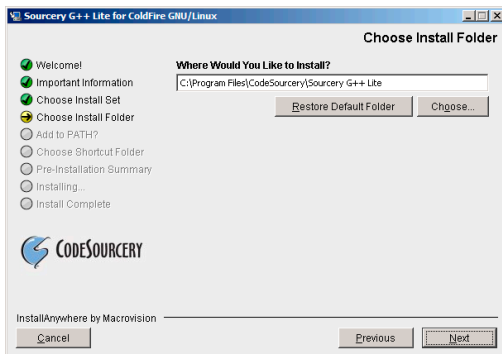 Sourcery G++ Lite for ColdFire GNU/Linux
Choose Install Folder
Welcome!
Important Information
Choose Install Set
Choose Install Folder
Add to PATH?
Choose Shortcut Folder
Pre-Installation Summary
Installing...
Install Complete
Where Would You Like to Install?
C:\Program Files\CodeSourcery\Sourcery G++ Lite
Restore Default Folder
Choose...
CODESOURCERY
InstallAnywhere by Macrovision
Cancel
Previous
Next